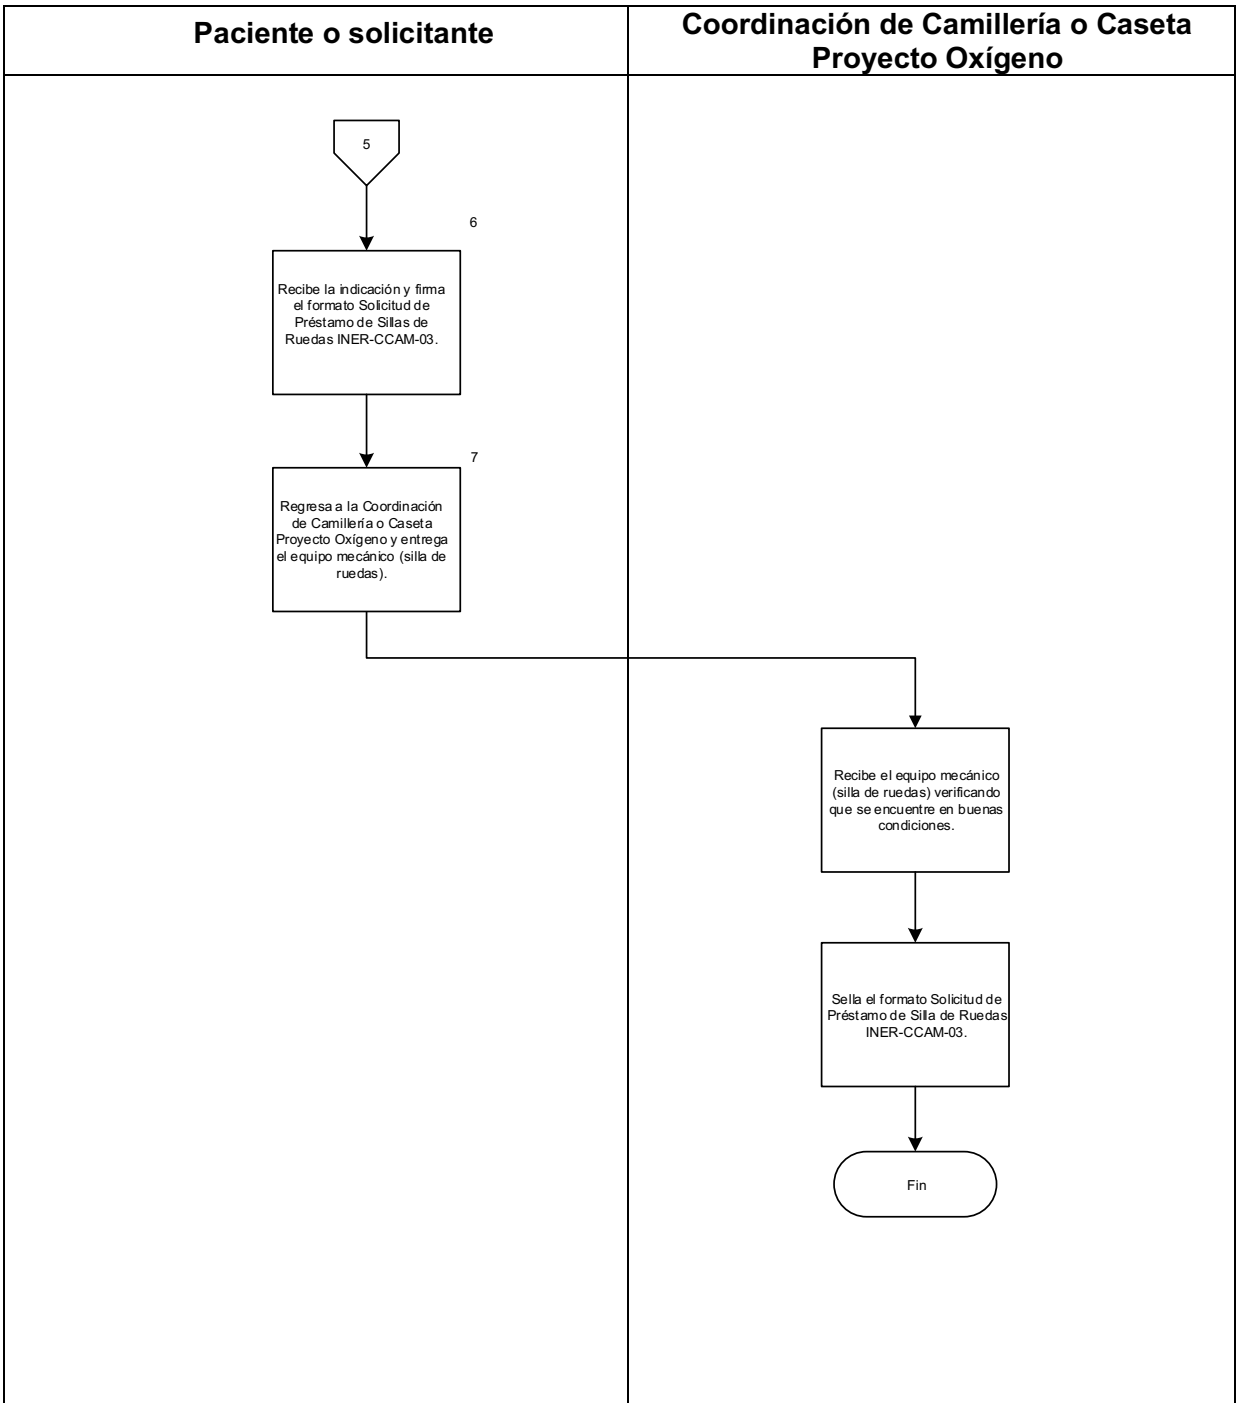 Paciente o solicitante
Coordinación de Camillería o Caseta
Proyecto Oxígeno
5
6
Recibe la indicación y firma
el formato Solicitud de
Préstamo de Sillas de
Ruedas INER-CCAM-03.
7
Regresa a la Coordinación
de Camillería o Caseta
Proyecto Oxígeno y entrega
el equipo mecánico (silla de
ruedas).
Recibe el equipo mecánico
(silla de ruedas) verificando
que se encuentre en buenas
condiciones.
Sella el formato Solicitud de
Préstamo de Silla de Ruedas
INER-CCAM-03.
Fin